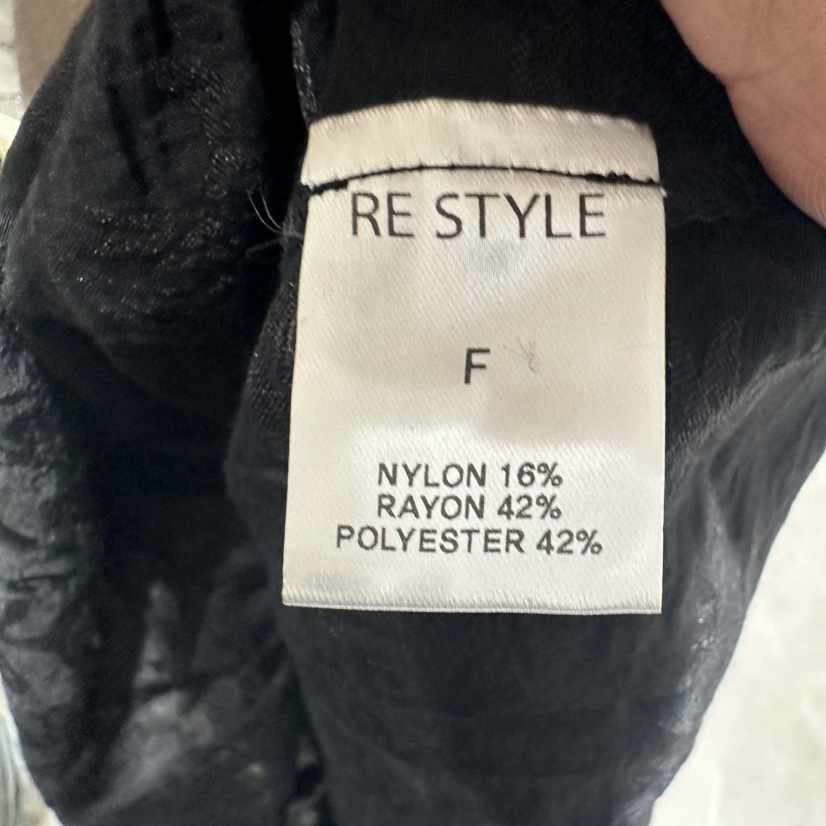 RE STYLE
F
NYLON 16%
RAYON 42%
POLYESTER 42%